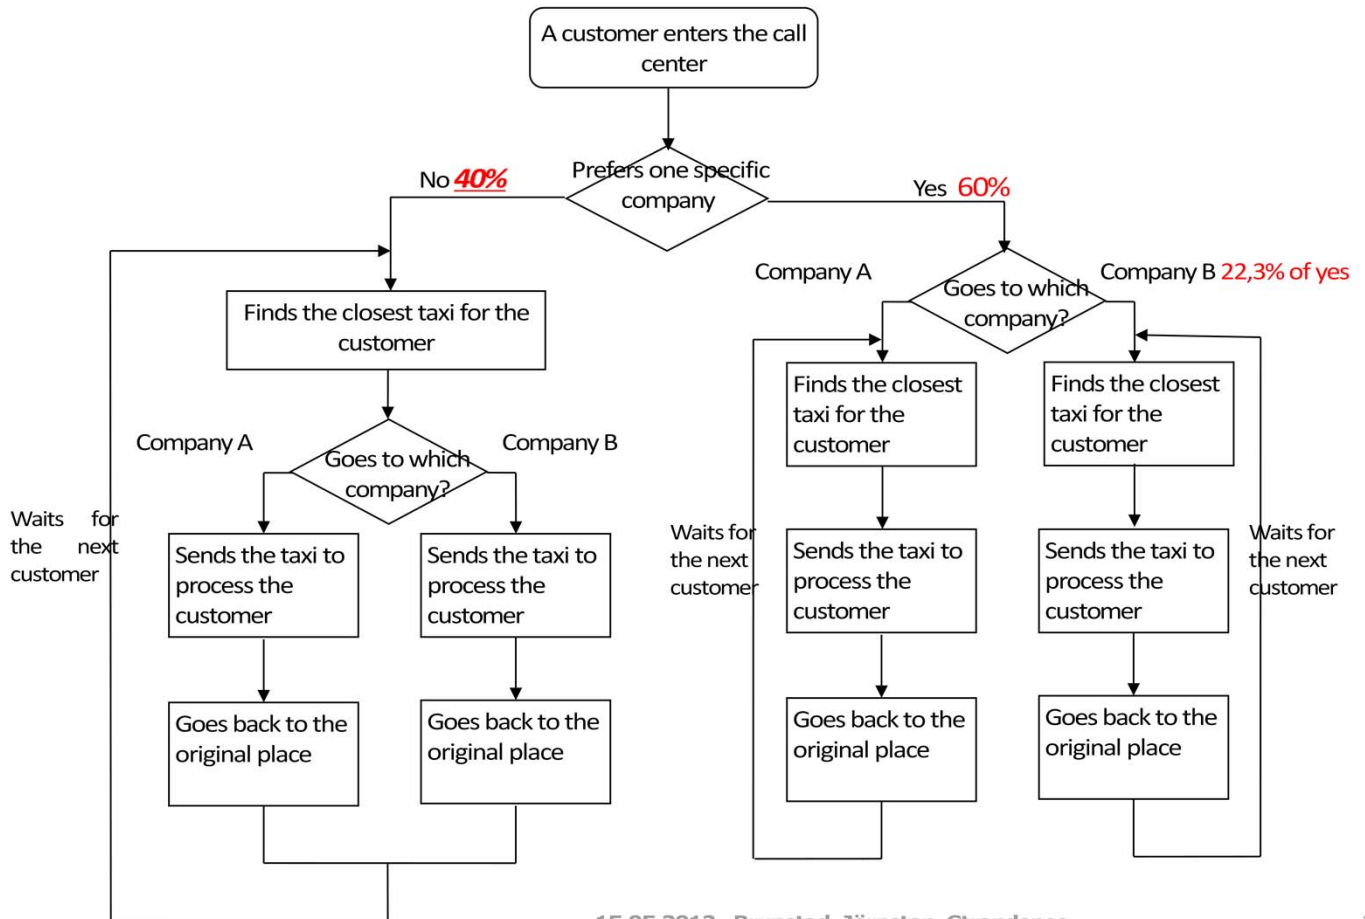 A customer enters the call
center
Prefers one specific
company
No 40%
Yes 60%
Finds the closest taxi for the
customer
Company A
Company B
Goes to which
company?
Waits for
the next
customer
Sends the taxi to
process the
customer
Sends the taxi to
process the
customer
Goes back to the
original place
Goes back to the
original place
Company A
Company B 22,3% of yes
Goes to which
company?
Finds the closest
taxi for the
customer
Finds the closest
taxi for the
customer
Waits for
the next
customer
Sends the taxi to
process the
customer
Sends the taxi to
process the
customer
Waits for
the next
customer
Goes back to the
original place
Goes back to the
original place